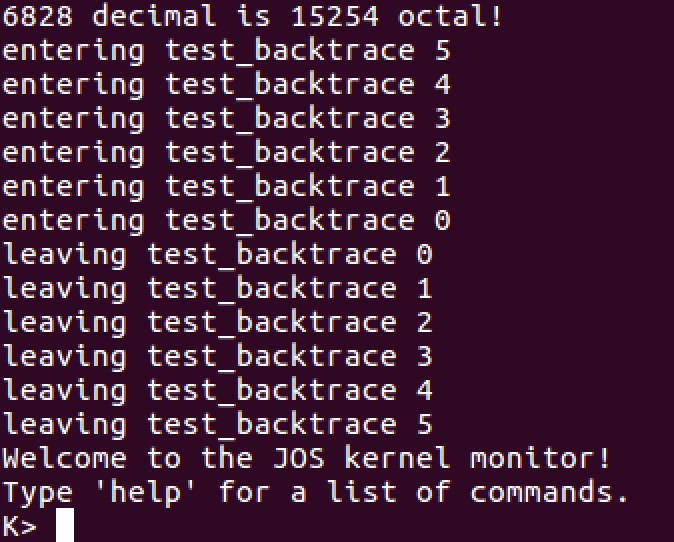 6828 decimal is 15254 octal!
entering test_backtrace 5
entering test_backtrace 4
entering test_backtrace 3
entering test_backtrace 2
entering test_backtrace 1
entering test_backtrace 0
leaving test_backtrace 0
leaving test_backtrace 1
leaving test_backtrace 2
leaving test_backtrace 3
leaving test_backtrace 4
leaving test_backtrace 5
Welcome to the JOS kernel monitor!
Type 'help' for a list of commands.
K>